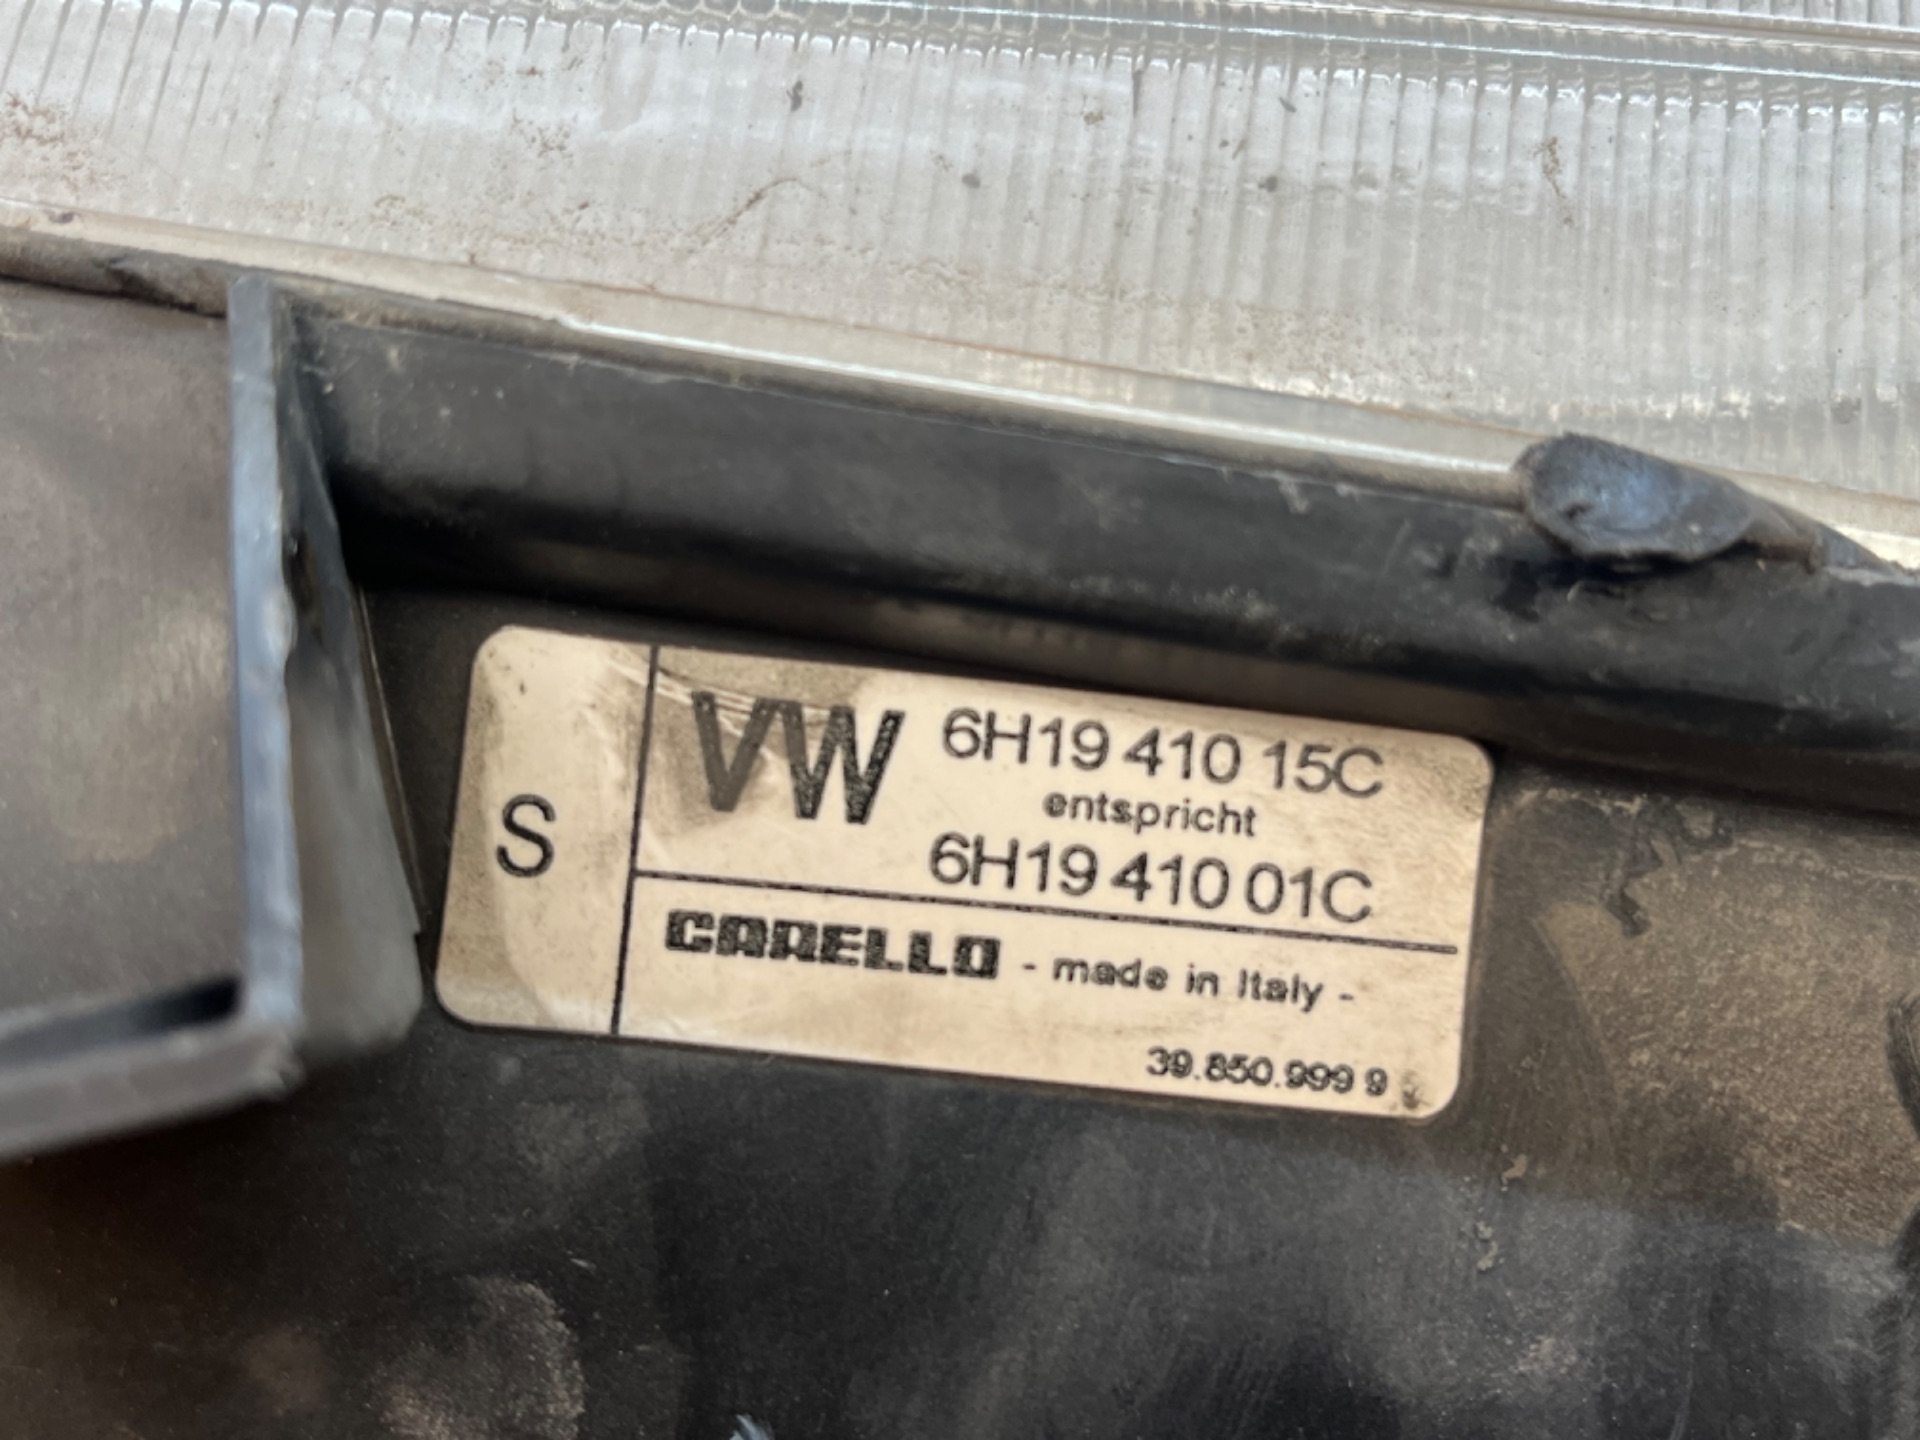 S
VW
6H19 410 15C
entspricht
6H19 410 01C
CARELLO - made in Italy -
39.850.999 9